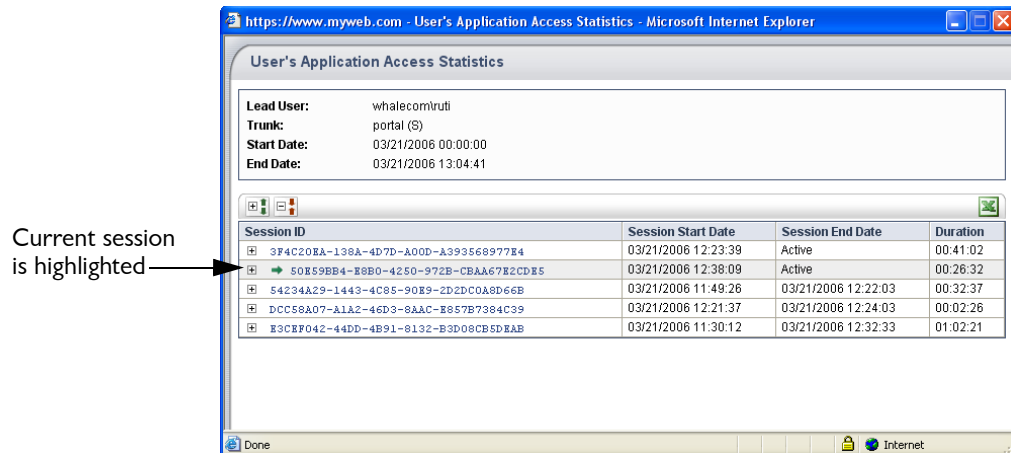 https://www.myweb.com - User's Application Access Statistics - Microsoft Internet Explorer
User's Application Access Statistics
Lead User: whalecom\ruti
Trunk: portal (S)
Start Date: 03/21/2006 00:00:00
End Date: 03/21/2006 13:04:41
Current session
is highlighted
Session ID Session Start Date Session End Date Duration
3F4C20EA-138A-4D7D-A00D-A393568977E4 03/21/2006 12:23:39 Active 00:41:02
50E59BB4-E8B0-4250-972B-CBAA67E2CDE5 03/21/2006 12:38:09 Active 00:26:32
54234A29-1443-4C85-90E9-2D2DC0A8D66B 03/21/2006 11:49:26 03/21/2006 12:22:03 00:32:37
DCC58A07-A1A2-46D3-8AAC-E857B7384C39 03/21/2006 12:21:37 03/21/2006 12:24:03 00:02:26
E3CEF042-44DD-4B91-8132-B3D08CB5DEAB 03/21/2006 11:30:12 03/21/2006 12:32:33 01:02:21
Done Internet